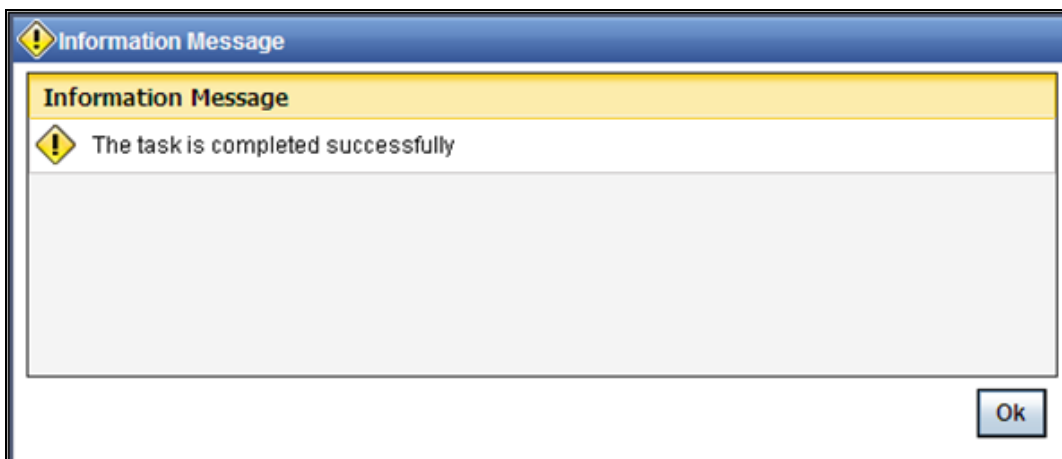 Information Message
Information Message
The task is completed successfully
Ok